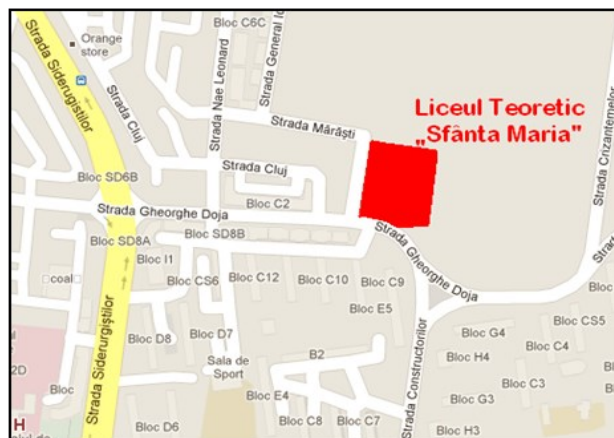 Bloc C6C
Orange
store
Strada Siderugistilor
Strada Nae Leonard
Strada General
Strada Cluj
Strada Mărăști
Liceul Teoretic
„Sfânta Maria"
Strada Crizantemelor
Strada Cluj
Bloc SD6B
Bloc C2
Strada Gheorghe Doja
Bloc SD8A
Bloc SD8B
Strada Gheorghe Doja
Bloc I1
coal
Bloc CS6
Bloc C12
Bloc C10
Bloc C9
Bloc E5
Strada Siderurgiștilor
Strada Constructorilor
Bloc D8
Bloc D7
Sala de
Sport
B2
Bloc G4
Bloc CS5
Bloc C4
Bloc H4
2D
Bloc
Bloc E4
Bloc C3
Bloc G3
H
Bloc D6
Bloc C8
Bloc C7
Bloc H3